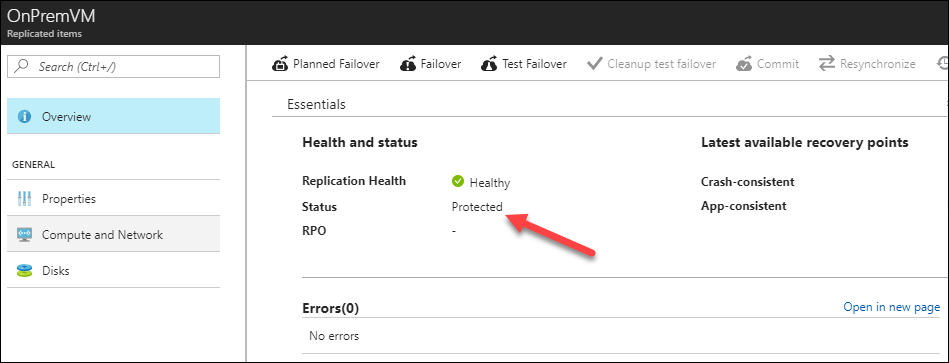 OnPremVM
Replicated items
Search (Ctrl+/)
Overview
GENERAL
Properties
Compute and Network
Disks
Planned Failover Failover Test Failover Cleanup test failover Commit Resynchronize
Essentials
Health and status
Replication Health Healthy
Status Protected
RPO -
Latest available recovery points
Crash-consistent
App-consistent
Errors(0) Open in new page
No errors